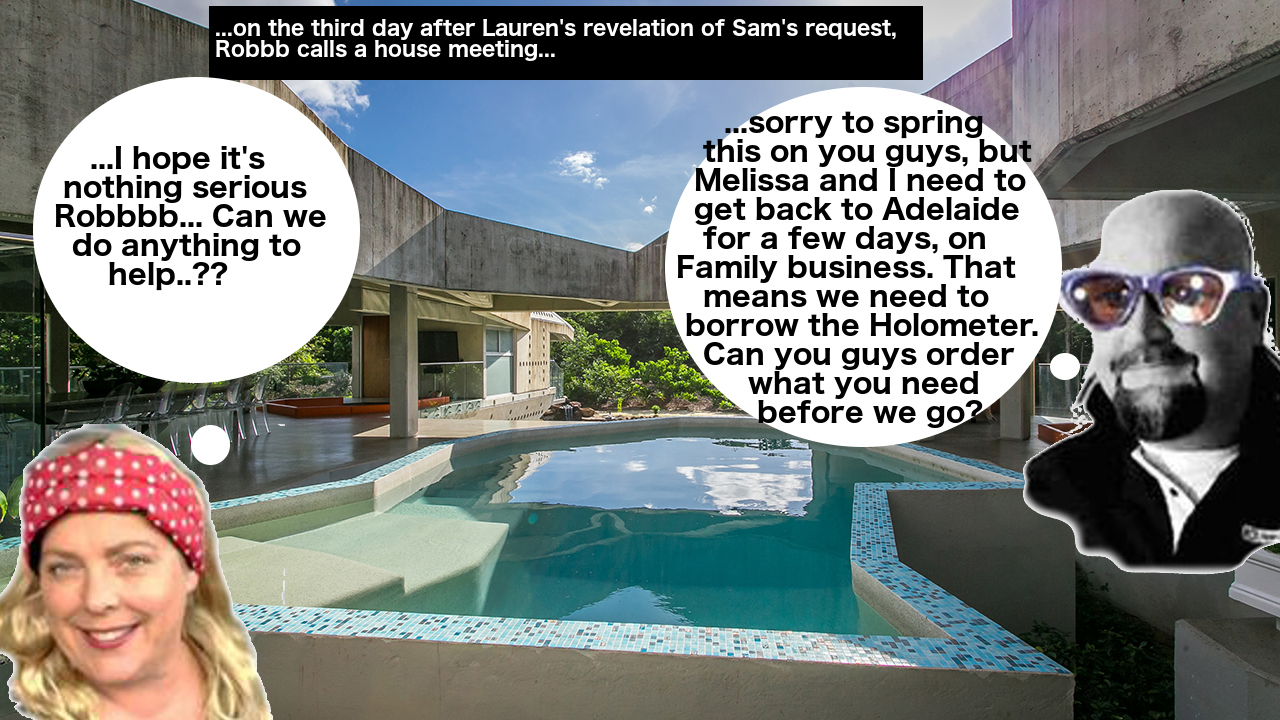 ...on the third day after Lauren's revelation of Sam's request,
Robbb calls a house meeting...
...I hope it's
nothing serious
Robbbb... Can we
do anything to
help..??
...sorry to spring
this on you guys, but
Melissa and I need to
get back to Adelaide
for a few days, on
Family business. That
means we need to
borrow the Holometer.
Can you guys order
what you need
before we go?